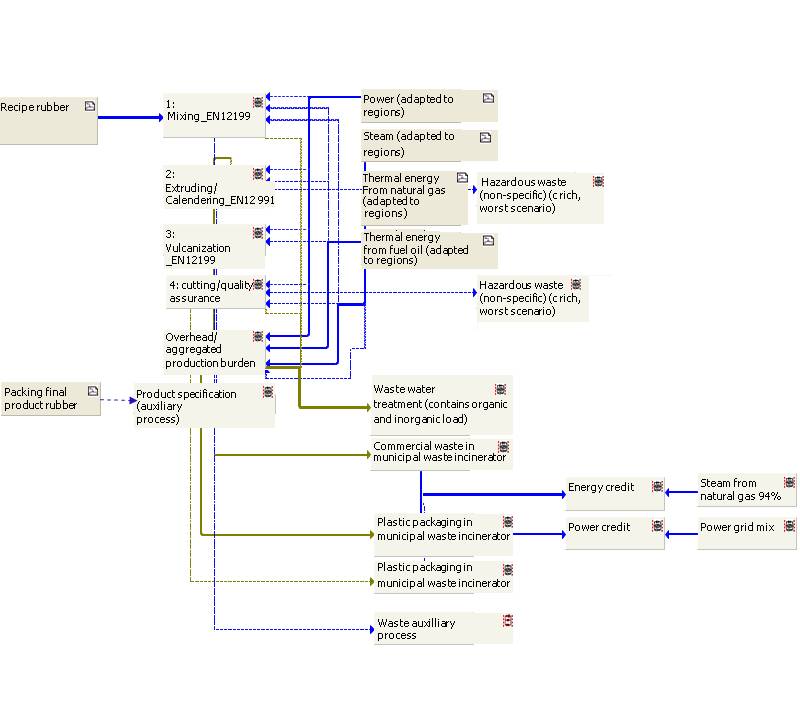 Recipe rubber
1:
Mixing_EN12199
Power (adapted to
regions)
Steam (adapted to
regions)
2:
Extruding/
Calendering_EN12 991
Thermal energy
From natural gas
(adapted to
regions)
Hazardous waste
(non-specific) (c rich,
worst scenario)
3:
Vulcanization
_EN12199
Thermal energy
from fuel oil (adapted
to regions)
4: cutting/quality
assurance
Hazardous waste
(non-specific) (c rich,
worst scenario)
Overhead/
aggregated
production burden
Packing final
product rubber
Product specification
(auxiliary
process)
Waste water
treatment (contains organic
and inorganic load)
Commercial waste in
municipal waste incinerator
Energy credit
Steam from
natural gas 94%
Plastic packaging in
municipal waste incinerator
Power credit
Power grid mix
Plastic packaging in
municipal waste incinerator
Waste auxilliary
process